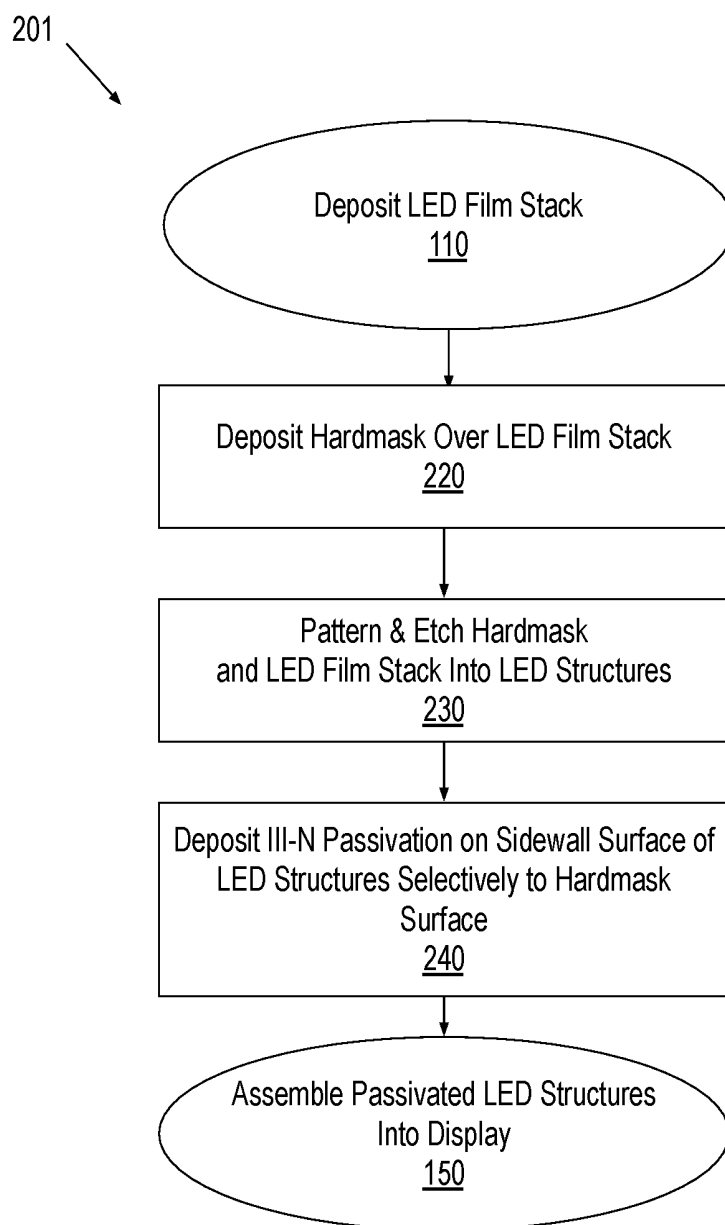 201
Deposit LED Film Stack
110
Deposit Hardmask Over LED Film Stack
220
Pattern & Etch Hardmask
and LED Film Stack Into LED Structures
230
Deposit III-N Passivation on Sidewall Surface of
LED Structures Selectively to Hardmask
Surface
240
Assemble Passivated LED Structures
Into Display
150